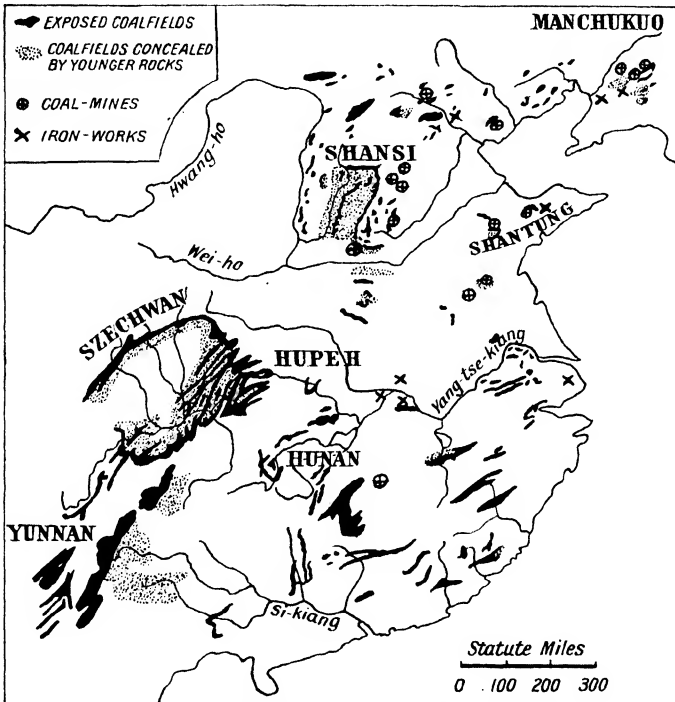 EXPOSED COALFIELDS
COALFIELDS CONCEALED
BY YOUNGER ROCKS
COAL-MINES
IRON-WORKS
MANCHUKUO
Hwang-ho
SHANSI
SHANTUNG
Wei-ho
SZECHWAN
HUPEH
Yang-tse-kiang
HUNAN
YUNNAN
Si-kiang
Statute Miles
0 100 200 300